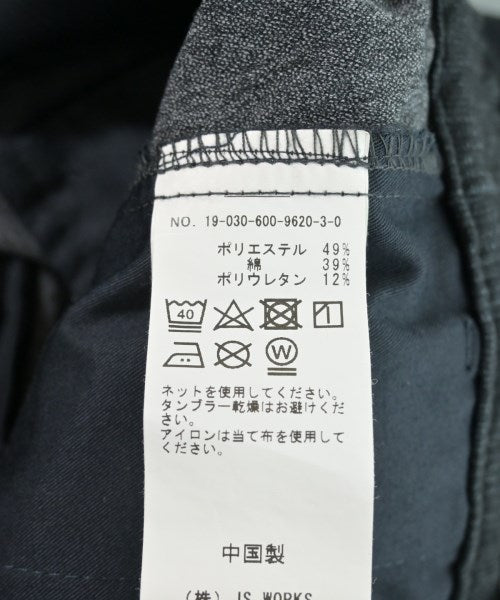 NO. 19-030-600-9620-3-0
ポリエステル 49%
綿 39%
ポリウレタン 12%
40
W
ネットを使用してください。
タンブラー乾燥はお避けくだ
さい。
アイロンは当て布を使用して
ください。
中国製
(株) JS WORKS